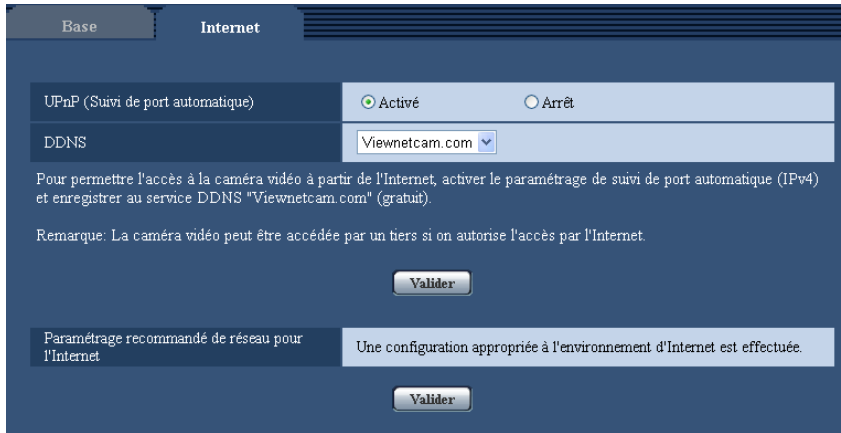 Base Internet
UPnP (Suivi de port automatique) Activé Arrêt
DDNS Viewnetcam.com
Pour permettre l'accès à la caméra vidéo à partir de l'Internet, activer le paramétrage de suivi de port automatique (IPv4)
et enregistrer au service DDNS "Viewnetcam.com" (gratuit).
Remarque: La caméra vidéo peut être accédée par un tiers si on autorise l'accès par l'Internet.
Valider
Paramétrage recommandé de réseau pour
l'Internet
Une configuration appropriée à l'environnement d'Internet est effectuée.
Valider